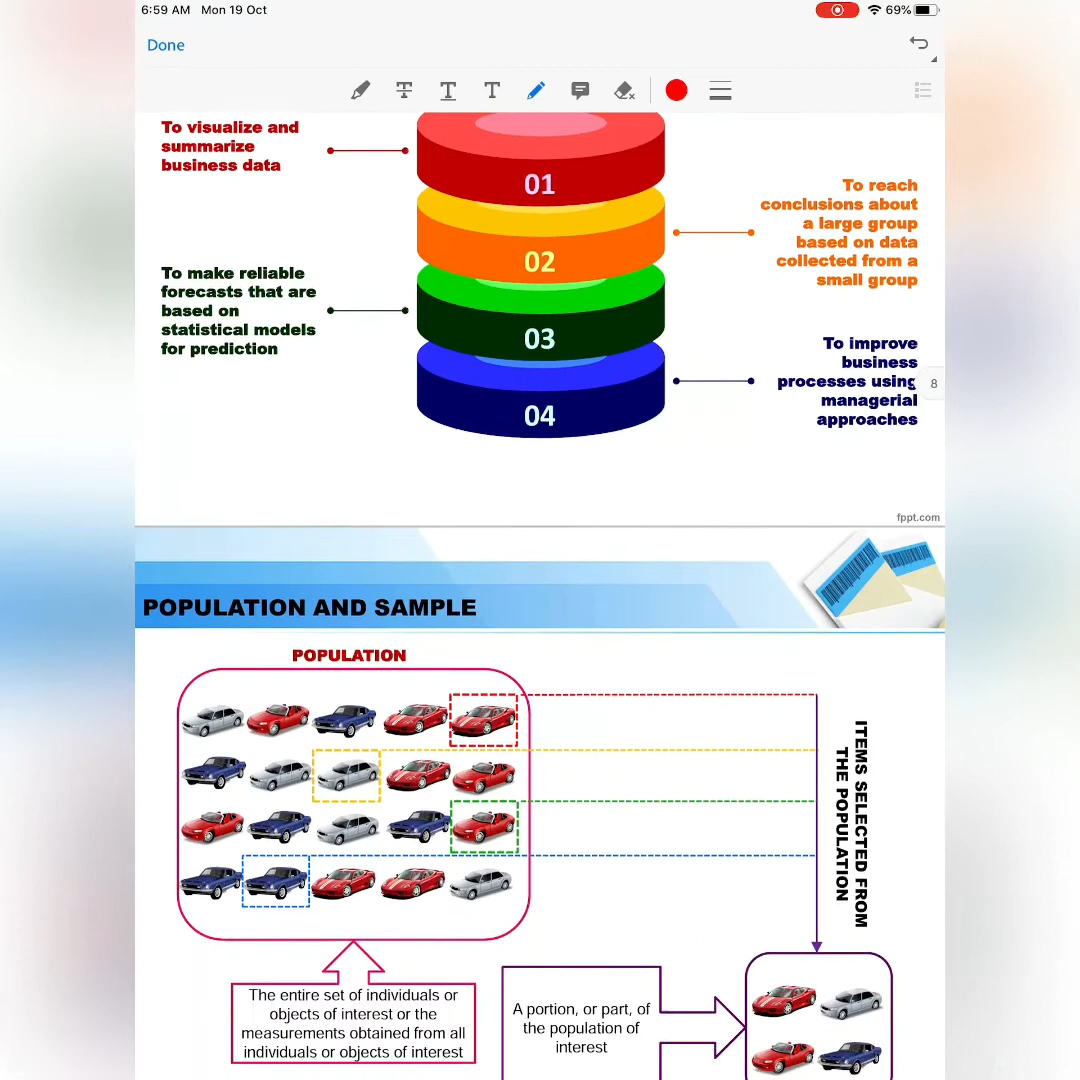 6:59 AM Mon 19 Oct
69%
Done
To visualize and
summarize
business data
01
To reach
conclusions about
a large group
based on data
collected from a
small group
02
To make reliable
forecasts that are
based on
statistical models
for prediction
03
To improve
business
processes using
managerial
approaches
8
04
fppt.com
POPULATION AND SAMPLE
POPULATION
ITEMS SELECTED FROM
THE POPULATION
The entire set of individuals or
objects of interest or the
measurements obtained from all
individuals or objects of interest
A portion, or part, of
the population of
interest